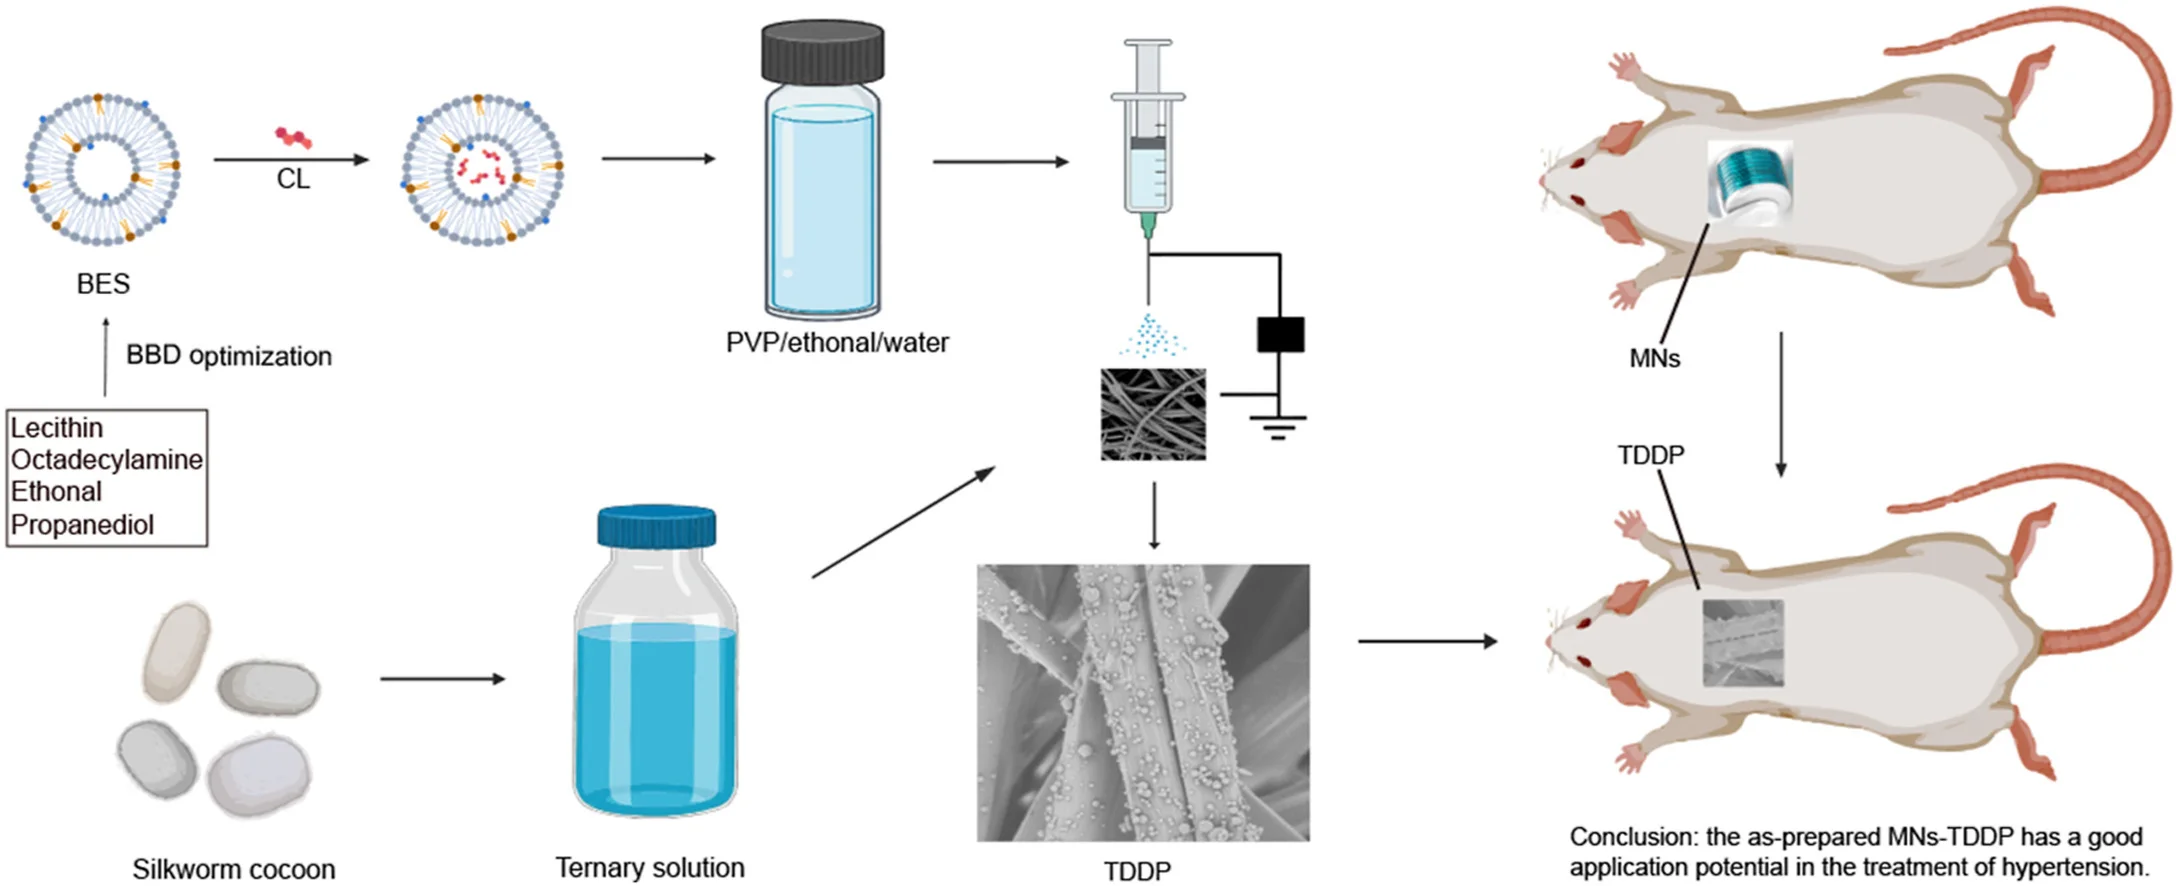 CL
BES
BBD optimization
Lecithin
Octadecylamine
Ethonal
Propanediol
PVP/ethonal/water
Silkworm cocoon
Ternary solution
TDDP
MNs
TDDP
Conclusion: the as-prepared MNs-TDDP has a good
application potential in the treatment of hypertension.